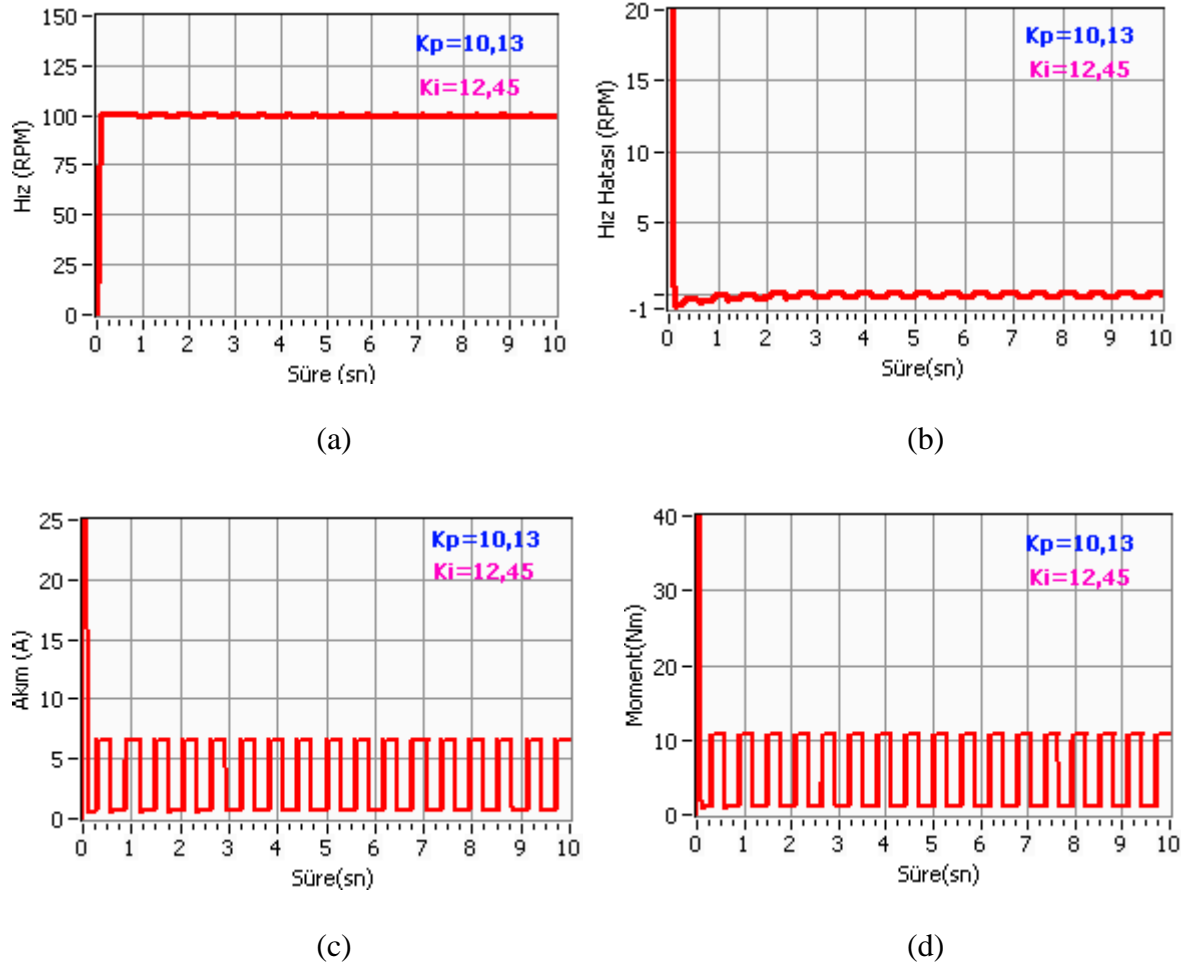 150
125
100
75
50
25
0
Hız (RPM)
Kp=10,13
Ki=12,45
0 1 2 3 4 5 6 7 8 9 10
Süre (sn)
(a)
20
15
10
5
-1
Hız Hatası (RPM)
Kp=10,13
Ki=12,45
0 1 2 3 4 5 6 7 8 9 10
Süre(sn)
(b)
25
20
15
10
5
0
Akım (A)
Kp=10,13
Ki=12,45
0 1 2 3 4 5 6 7 8 9 10
Süre(sn)
(c)
40
30
20
10
0
Moment(Nm)
Kp=10,13
Ki=12,45
0 1 2 3 4 5 6 7 8 9 10
Süre(sn)
(d)